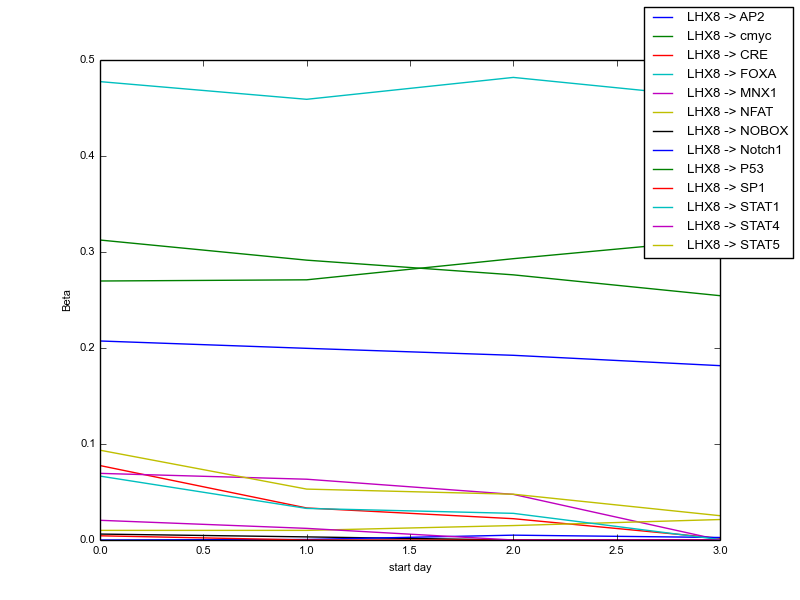 LHX8 -> AP2
LHX8 -> cmyc
LHX8 -> CRE
LHX8 -> FOXA
LHX8 -> MNX1
LHX8 -> NFAT
LHX8 -> NOBOX
LHX8 -> Notch1
LHX8 -> P53
LHX8 -> SP1
LHX8 -> STAT1
LHX8 -> STAT4
LHX8 -> STAT5
0.5
0.4
0.3
0.2
0.1
0.0
Beta
0.0 0.5 1.0 1.5 2.0 2.5 3.0
start day